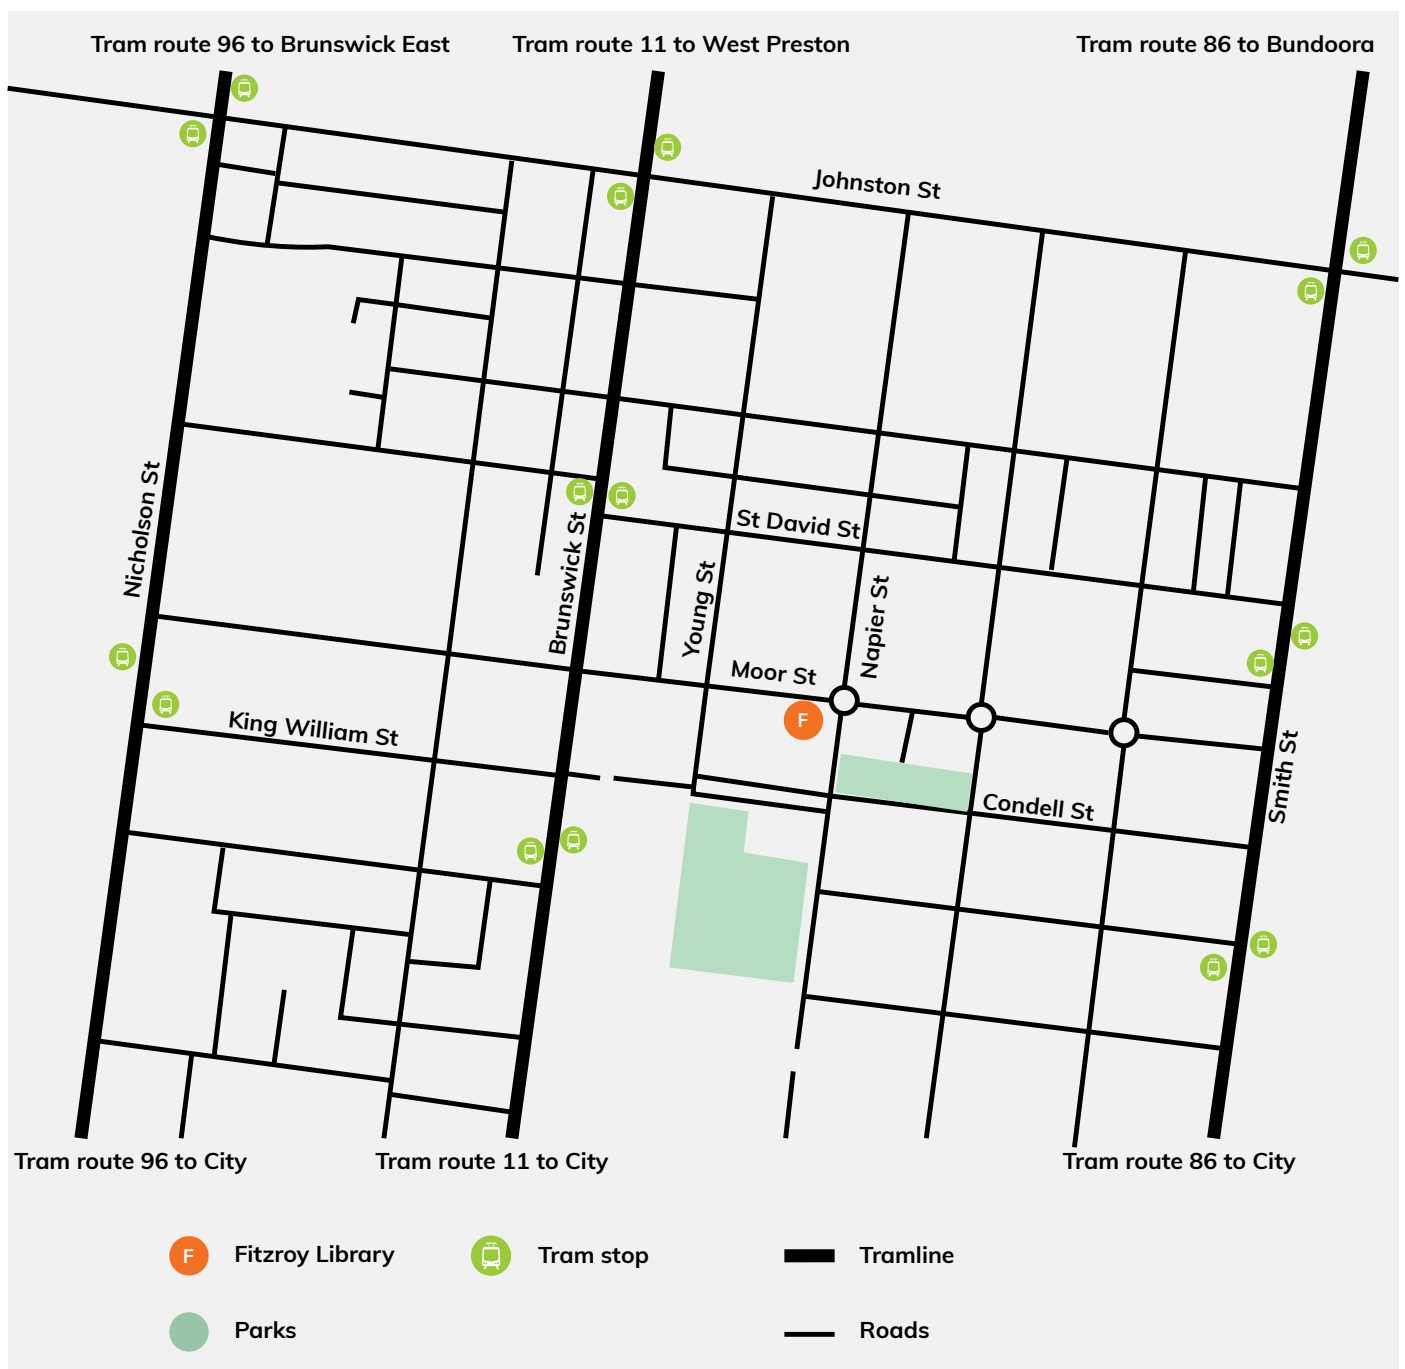 Tram route 96 to Brunswick East
Tram route 11 to West Preston
Tram route 86 to Bundoora
Johnston St
Nicholson St
Brunswick St
St David St
Young St
Napier St
Moor St
F
King William St
Smith St
Condell St
Tram route 96 to City
Tram route 11 to City
Tram route 86 to City
F
Fitzroy Library
Tram stop
Tramline
Parks
Roads